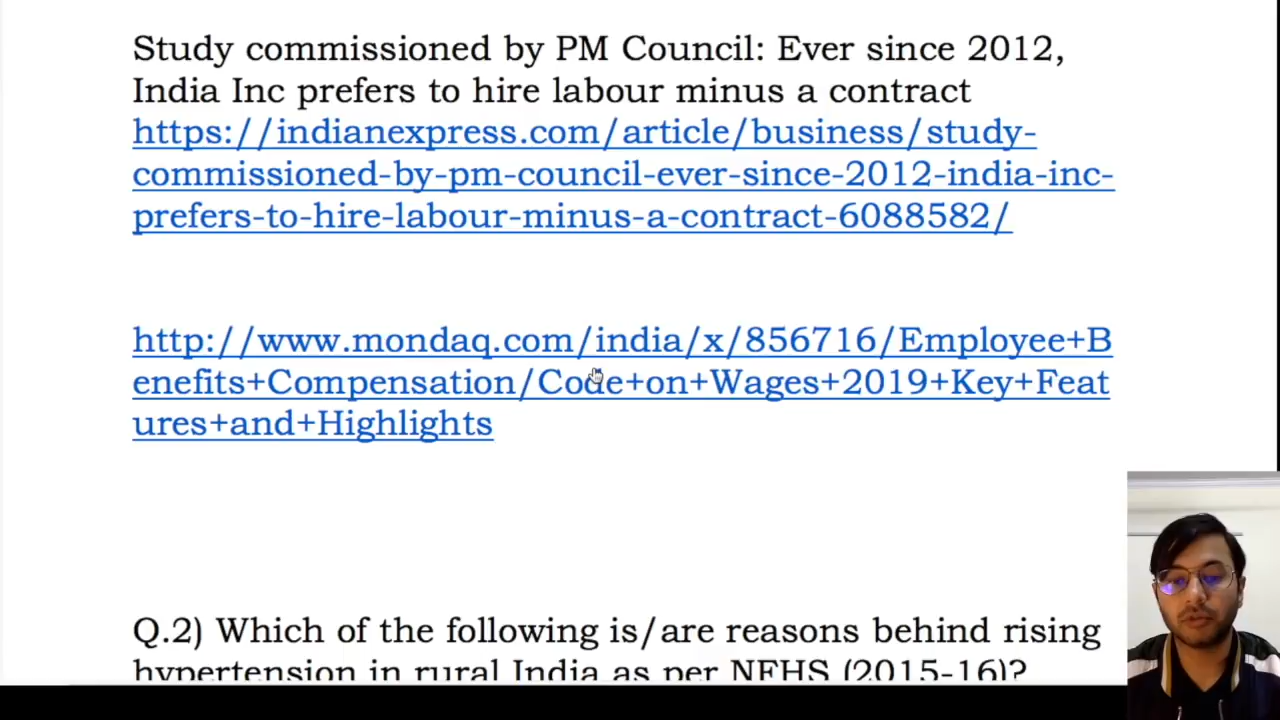 Study commissioned by PM Council: Ever since 2012,
India Inc prefers to hire labour minus a contract
https://indianexpress.com/article/business/study-
commissioned-by-pm-council-ever-since-2012-india-inc-
prefers-to-hire-labour-minus-a-contract-6088582/
http://www.mondaq.com/india/x/856716/Employee+B
enefits+Compensation/Code+on+Wages+2019+Key+Feat
ures+and+Highlights
Q.2) Which of the following is/are reasons behind rising
hypertension in rural India as per NFHS (2015-16)?